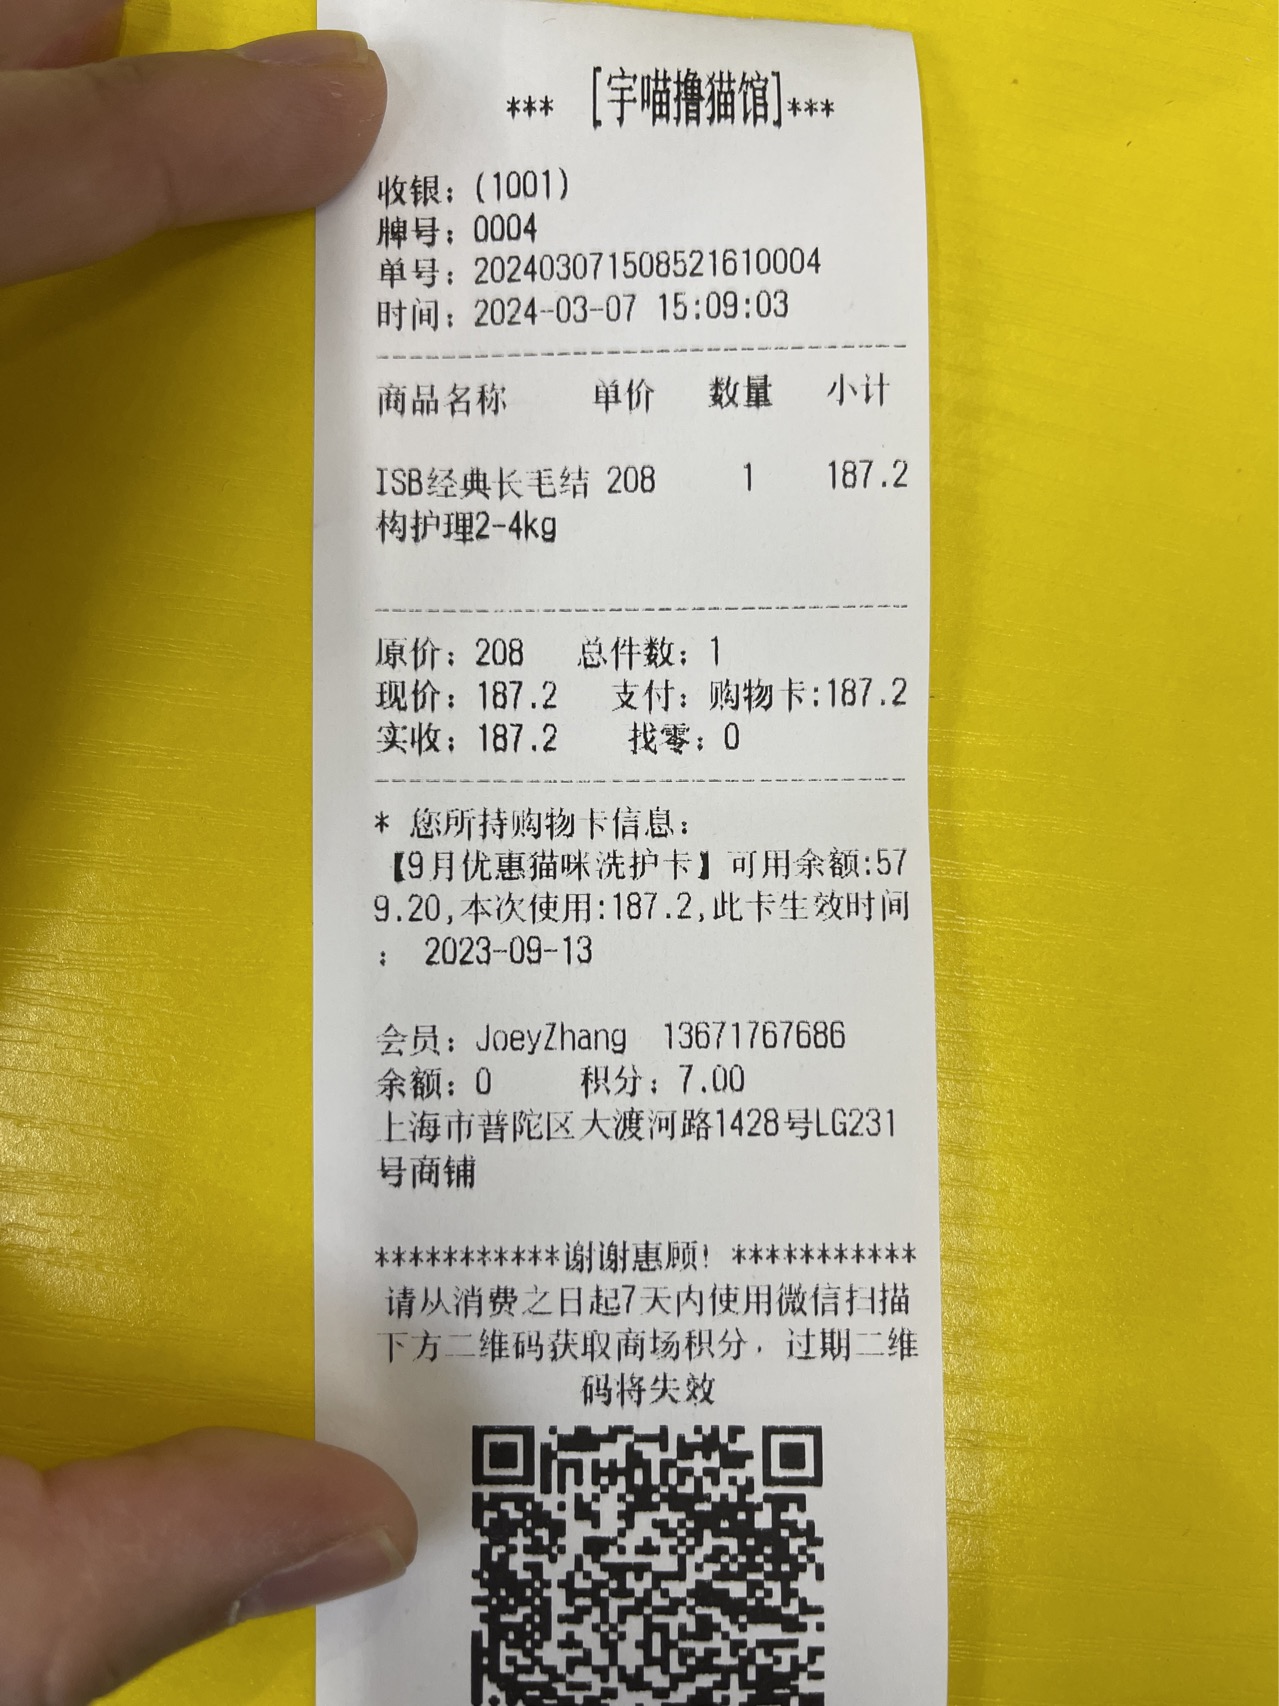 *** [宇喵撸猫馆]***
收银：(1001)
牌号：0004
单号：202403071508521610004
时间：2024-03-07 15:09:03
商品名称 单价 数量 小计
ISB经典长毛结 208 1 187.2
构护理2-4kg
原价：208 总件数：1
现价：187.2 支付：购物卡:187.2
实收：187.2 找零：0
* 您所持购物卡信息：
【9月优惠猫咪洗护卡】可用余额:57
9.20,本次使用:187.2,此卡生效时间
： 2023-09-13
会员：JoeyZhang 13671767686
余额：0 积分：7.00
上海市普陀区大渡河路1428号LG231
号商铺
***********谢谢惠顾! ***********
请从消费之日起7天内使用微信扫描
下方二维码获取商场积分，过期二维
码将失效